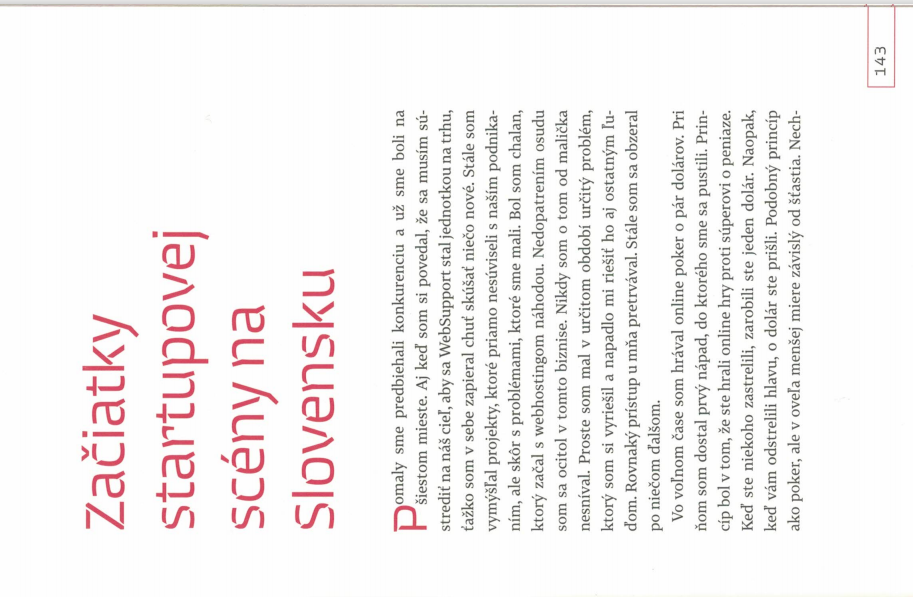 Začiatky
startupovej
scény na
Slovensku
Pomaly sme predbiehali konkurenciu a už sme boli na
šiestom mieste. Aj keď som si povedal, že sa musím sú-
strediť na náš cieľ, aby sa WebSupport stal jednotkou na trhu,
ťažko som v sebe zapieral chuť skúšať niečo nové. Stále som
vymýšľal projekty, ktoré priamo nesúviseli s naším podnika-
ním, ale skôr s problémami, ktoré sme mali. Bol som chalan,
ktorý začal s webhostingom náhodou. Nedopatrením osudu
som sa ocitol v tomto biznise. Nikdy som o tom od malička
nesníval. Proste som mal v určitom období určitý problém,
ktorý som si vyriešil a napadlo mi riešiť ho aj ostatným ľu-
ďom. Rovnaký prístup u mňa pretrvával. Stále som sa obzeral
po niečom ďalšom.
Vo voľnom čase som hrával online poker o pár dolárov. Pri
ňom som dostal prvý nápad, do ktorého sme sa pustili. Prin-
cíp bol v tom, že ste hrali online hry proti súperovi o peniaze.
Keď ste niekoho zastrelili, zarobili ste jeden dolár. Naopak,
keď vám odstrelili hlavu, o dolár ste prišli. Podobný princíp
ako poker, ale v oveľa menšej miere závislý od šťastia. Nech-
143